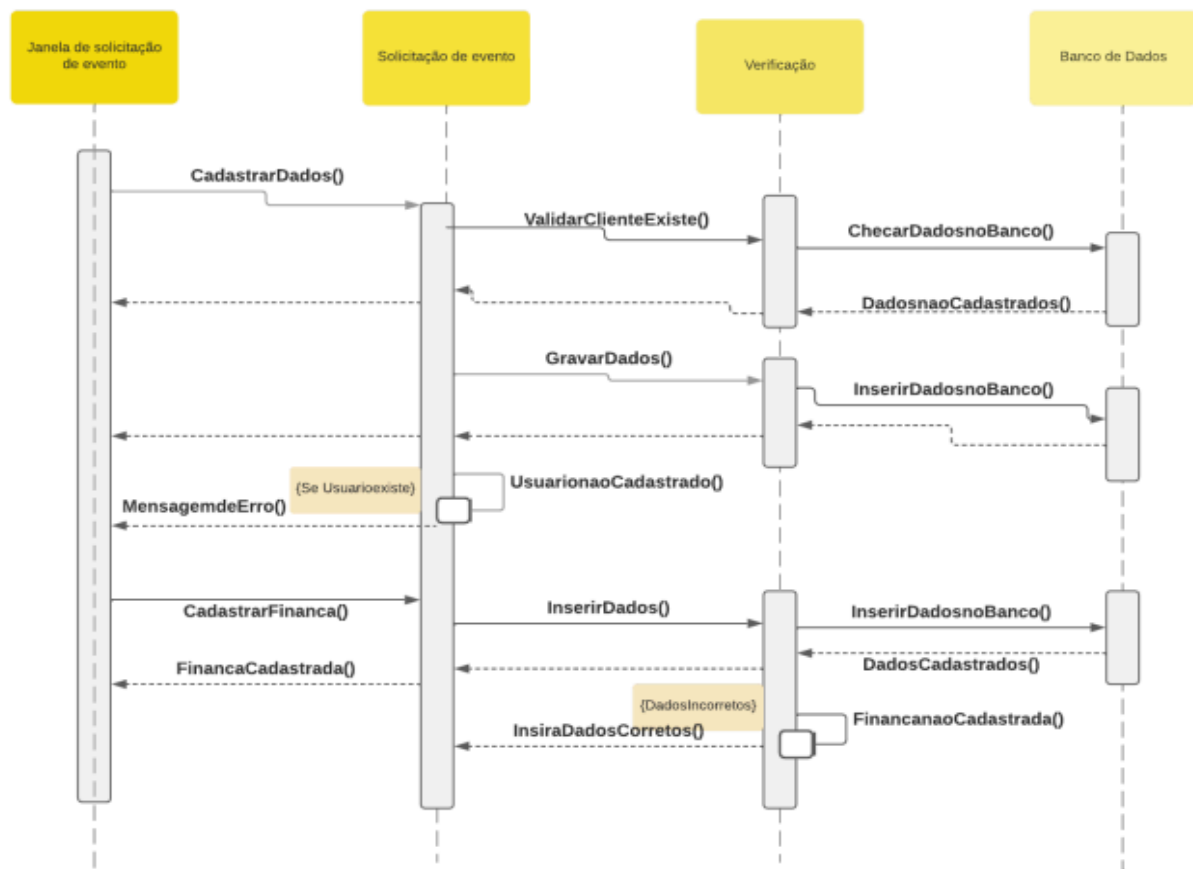 Janela de solicitação
de evento
Solicitação de evento
Verificação
Banco de Dados
CadastrarDados()
ValidarClienteExiste()
ChecarDadosnoBanco()
DadosnaoCadastrados()
GravarDados()
InserirDadosnoBanco()
{Se Usuarioexiste}
UsuarionaoCadastrado()
MensagemdeErro()
CadastrarFinanca()
InserirDados()
InserirDadosnoBanco()
FinancaCadastrada()
DadosCadastrados()
{DadosIncorretos}
FinancanaoCadastrada()
InsiraDadosCorretos()